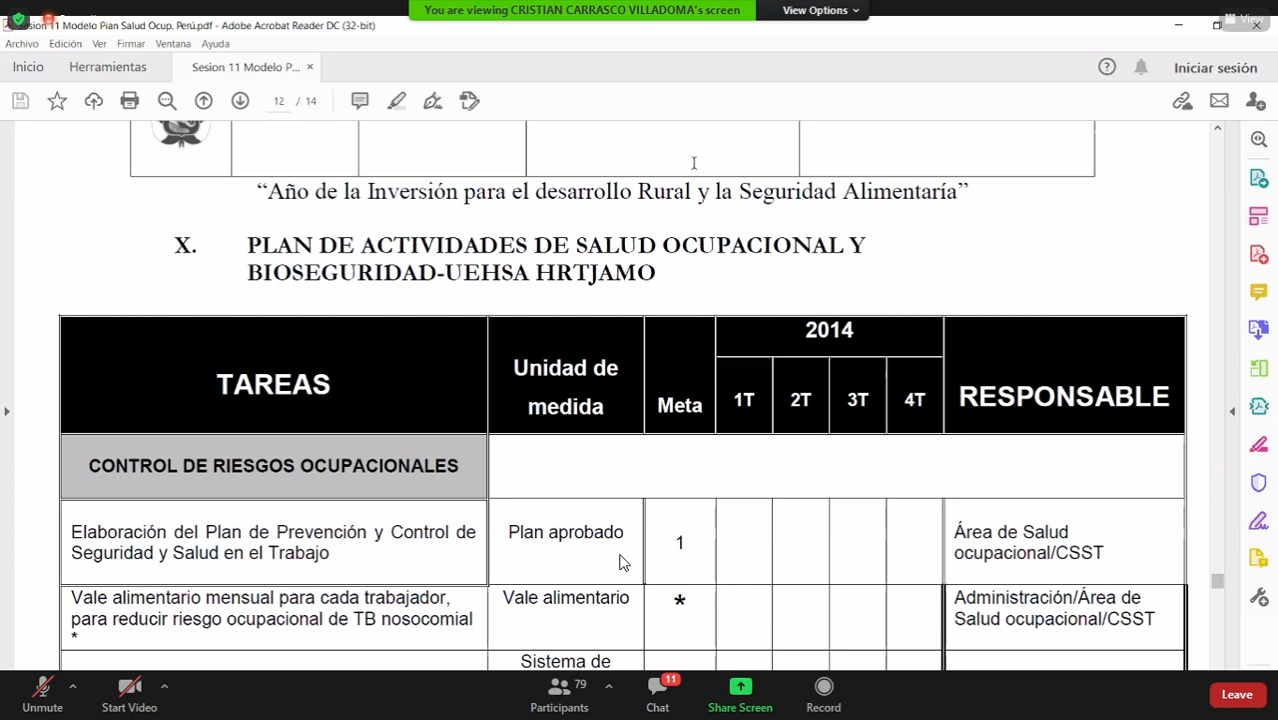 You are viewing CRISTIAN CARRASCO VILLADOMA's screen
View Options
View
Sesion 11 Modelo Plan Salud Ocup. Perú.pdf - Adobe Acrobat Reader DC (32-bit)
Archivo Edición Ver Firmar Ventana Ayuda
Inicio Herramientas Sesion 11 Modelo P... × Iniciar sesión
12 / 14
“Año de la Inversión para el desarrollo Rural y la Seguridad Alimentaría”
X. PLAN DE ACTIVIDADES DE SALUD OCUPACIONAL Y
BIOSEGURIDAD-UEHSA HRTJAMO
TAREAS
Unidad de
medida
Meta
2014
1T 2T 3T 4T
RESPONSABLE
CONTROL DE RIESGOS OCUPACIONALES
Elaboración del Plan de Prevención y Control de
Seguridad y Salud en el Trabajo
Plan aprobado
1
Área de Salud
ocupacional/CSST
Vale alimentario mensual para cada trabajador,
para reducir riesgo ocupacional de TB nosocomial
*
Vale alimentario
*
Administración/Área de
Salud ocupacional/CSST
Sistema de
Unmute
Start Video
79
Participants
11
Chat
Share Screen
Record
Leave